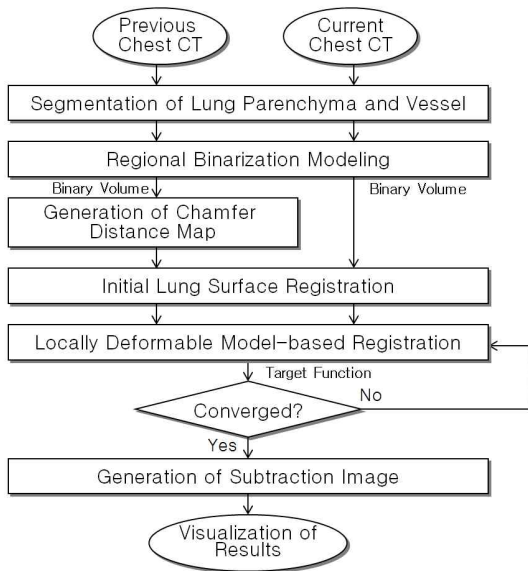 Previous
Chest CT
Current
Chest CT
Segmentation of Lung Parenchyma and Vessel
Regional Binarization Modeling
Binary Volume
Binary Volume
Generation of Chamfer
Distance Map
Initial Lung Surface Registration
Locally Deformable Model-based Registration
Target Function
No
Converged?
Yes
Generation of Subtraction Image
Visualization of
Results